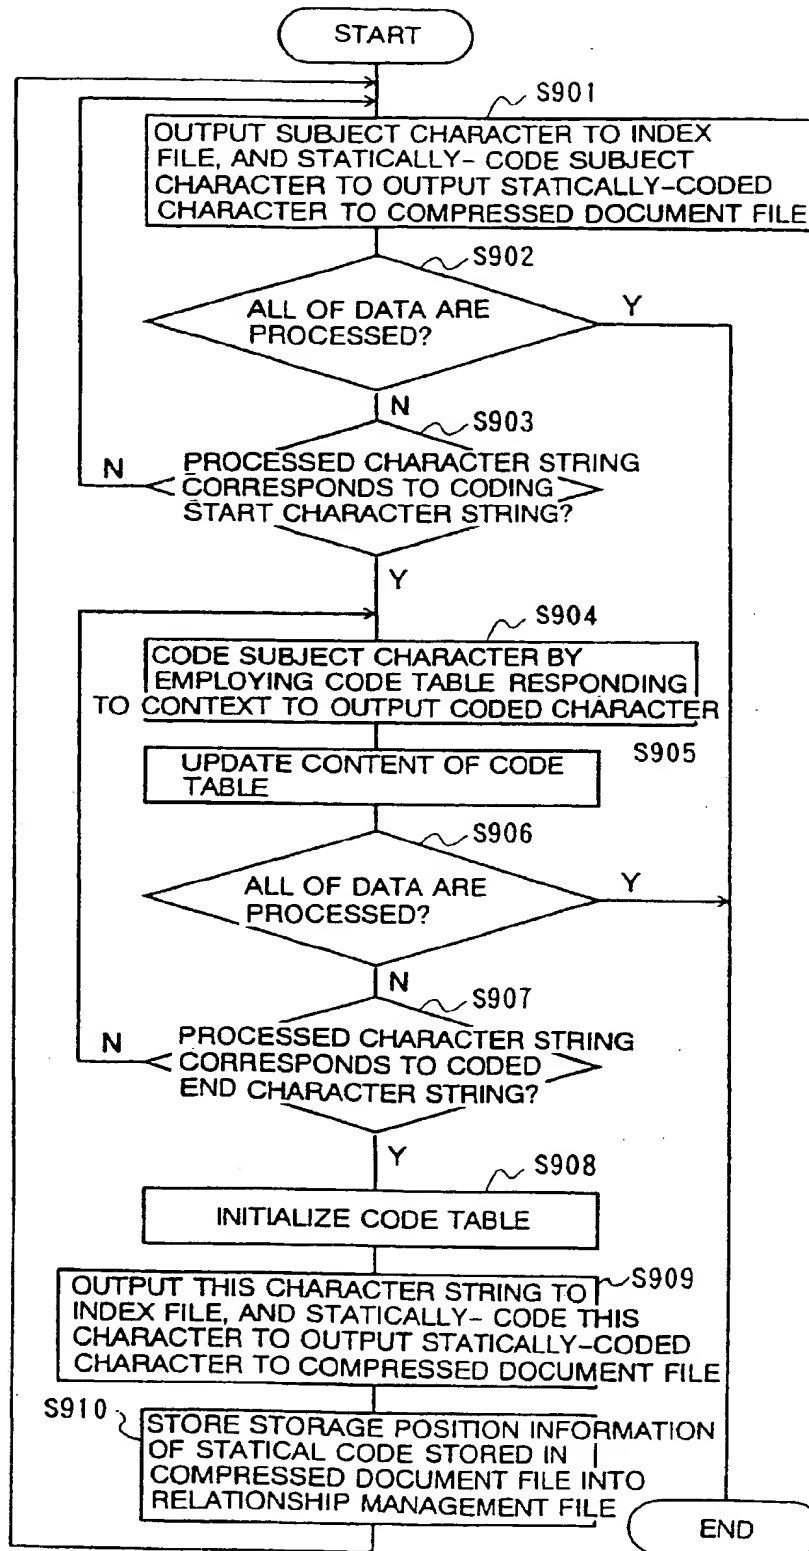 START
S901
OUTPUT SUBJECT CHARACTER TO INDEX
FILE, AND STATICALLY- CODE SUBJECT
CHARACTER TO OUTPUT STATICALLY-CODED
CHARACTER TO COMPRESSED DOCUMENT FILE
S902
ALL OF DATA ARE
PROCESSED?
Y
N
S903
PROCESSED CHARACTER STRING
CORRESPONDS TO CODING
START CHARACTER STRING?
N
Y
S904
CODE SUBJECT CHARACTER BY
EMPLOYING CODE TABLE RESPONDING
TO CONTEXT TO OUTPUT CODED CHARACTER
S905
UPDATE CONTENT OF CODE
TABLE
S906
ALL OF DATA ARE
PROCESSED?
Y
N
S907
PROCESSED CHARACTER STRING
CORRESPONDS TO CODED
END CHARACTER STRING?
N
Y
S908
INITIALIZE CODE TABLE
S909
OUTPUT THIS CHARACTER STRING TO
INDEX FILE, AND STATICALLY- CODE THIS
CHARACTER TO OUTPUT STATICALLY-CODED
CHARACTER TO COMPRESSED DOCUMENT FILE
S910
STORE STORAGE POSITION INFORMATION
OF STATICAL CODE STORED IN
COMPRESSED DOCUMENT FILE INTO
RELATIONSHIP MANAGEMENT FILE
END